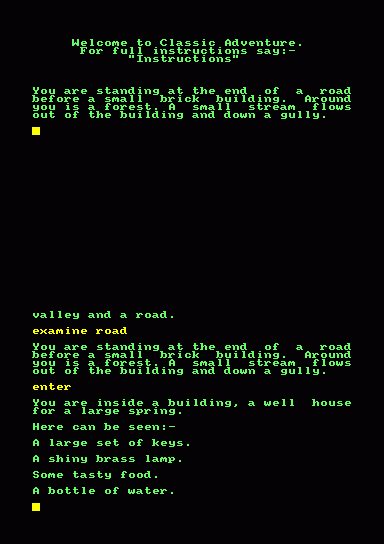 Welcome to Classic Adventure.
For full instructions say:-
"Instructions"
You are standing at the end of a road
before a small brick building. Around
you is a forest. A small stream flows
out of the building and down a gully.
valley and a road.
examine road
You are standing at the end of a road
before a small brick building. Around
you is a forest. A small stream flows
out of the building and down a gully.
enter
You are inside a building, a well house
for a large spring.
Here can be seen:-
A large set of keys.
A shiny brass lamp.
Some tasty food.
A bottle of water.